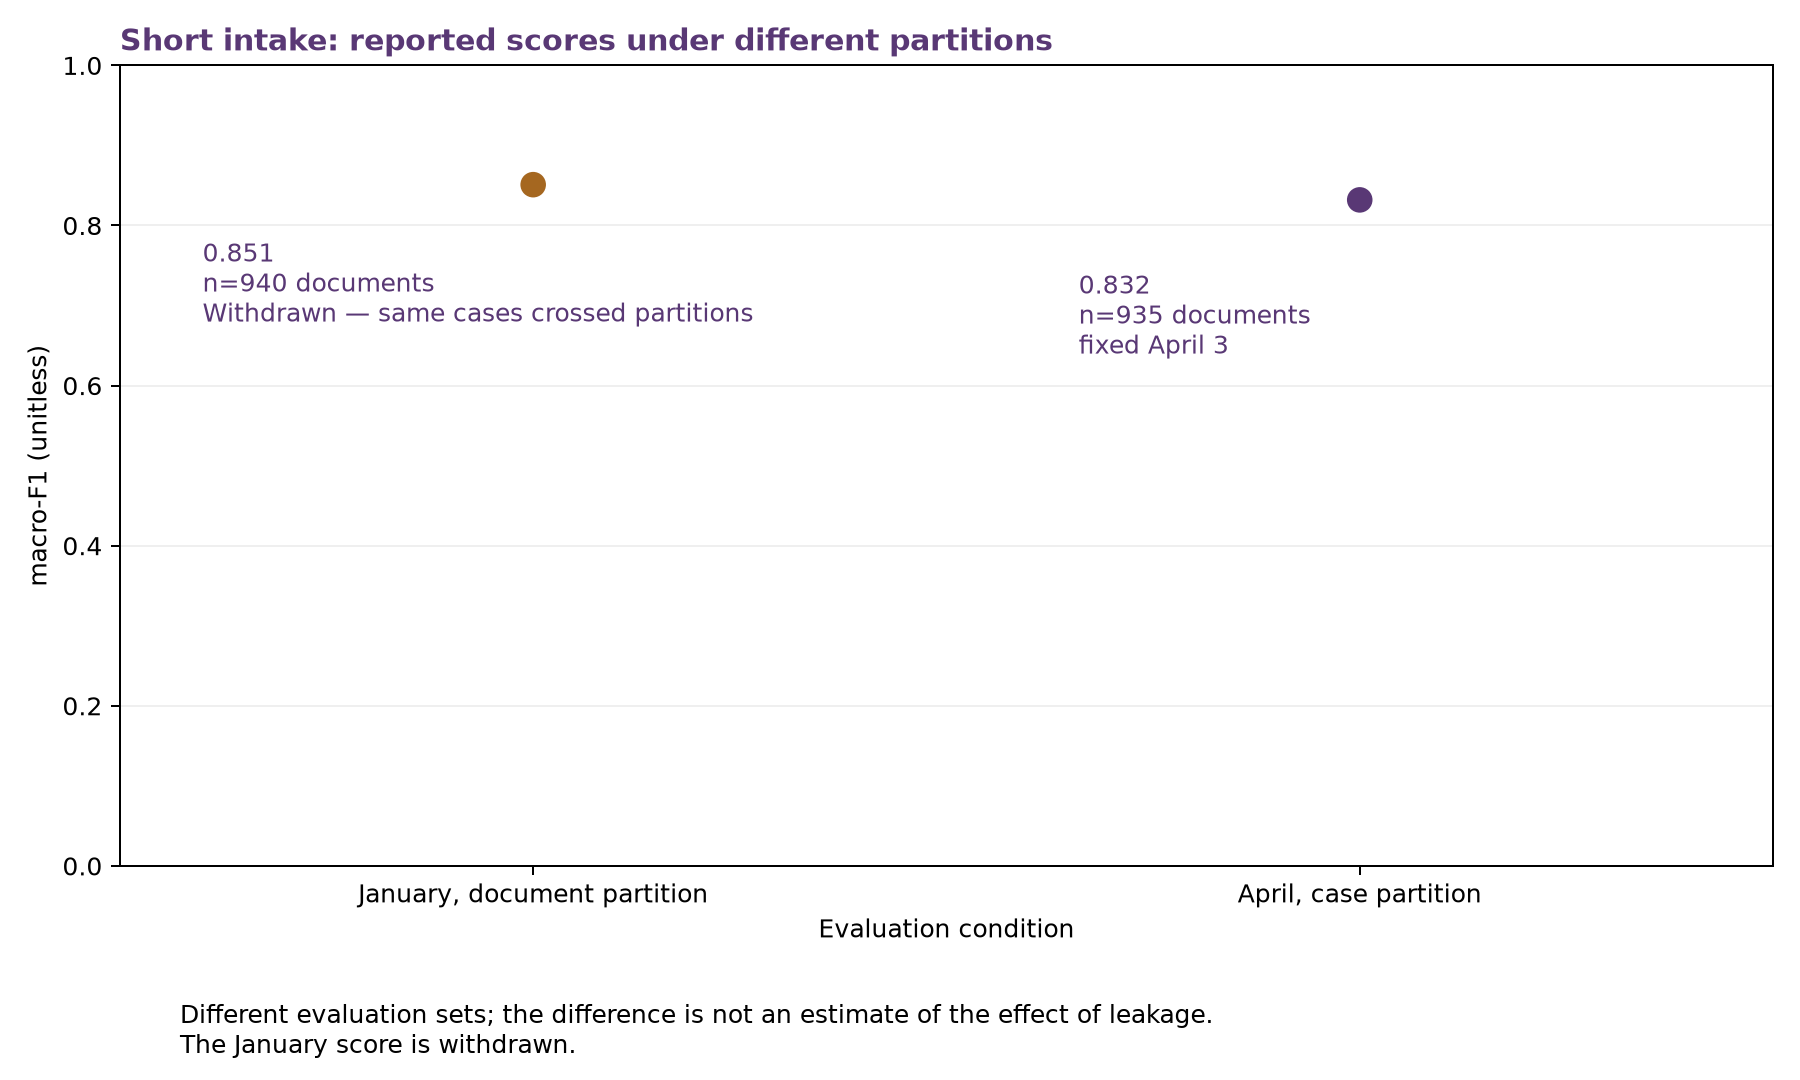 Short intake: reported scores under different partitions
1.0
0.8
0.6
0.4
0.2
0.0
macro-F1 (unitless)
0.851
n=940 documents
Withdrawn — same cases crossed partitions
0.832
n=935 documents
fixed April 3
January, document partition
April, case partition
Evaluation condition
Different evaluation sets; the difference is not an estimate of the effect of leakage.
The January score is withdrawn.